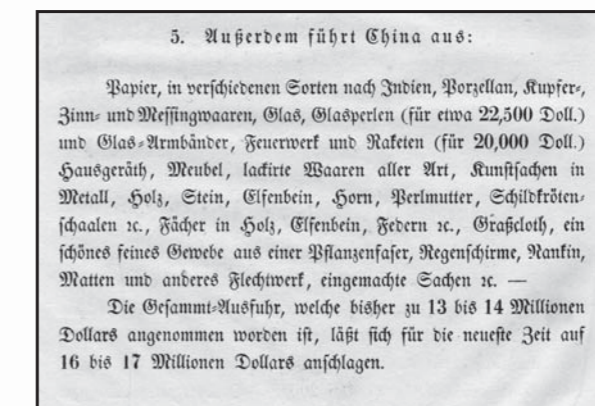 5. Außerdem führt China aus:
Papier, in verschiedenen Sorten nach Indien, Porzellan, Kupfer-,
Zinn- und Messingwaaren, Glas, Glasperlen (für etwa 22,500 Doll.)
und Glas-Armbänder, Feuerwerk und Raketen (für 20,000 Doll.)
Hausgeräth, Meubel, lackirte Waaren aller Art, Kunstsachen in
Metall, Holz, Stein, Elfenbein, Horn, Perlmutter, Schildkröten-
schaalen ꝛc., Fächer in Holz, Elfenbein, Federn ꝛc., Graßcloth, ein
schönes feines Gewebe aus einer Pflanzenfaser, Regenschirme, Nankin,
Matten und anderes Flechtwerk, eingemachte Sachen ꝛc. —
Die Gesammt-Ausfuhr, welche bisher zu 13 bis 14 Millionen
Dollars angenommen worden ist, läßt sich für die neueste Zeit auf
16 bis 17 Millionen Dollars anschlagen.